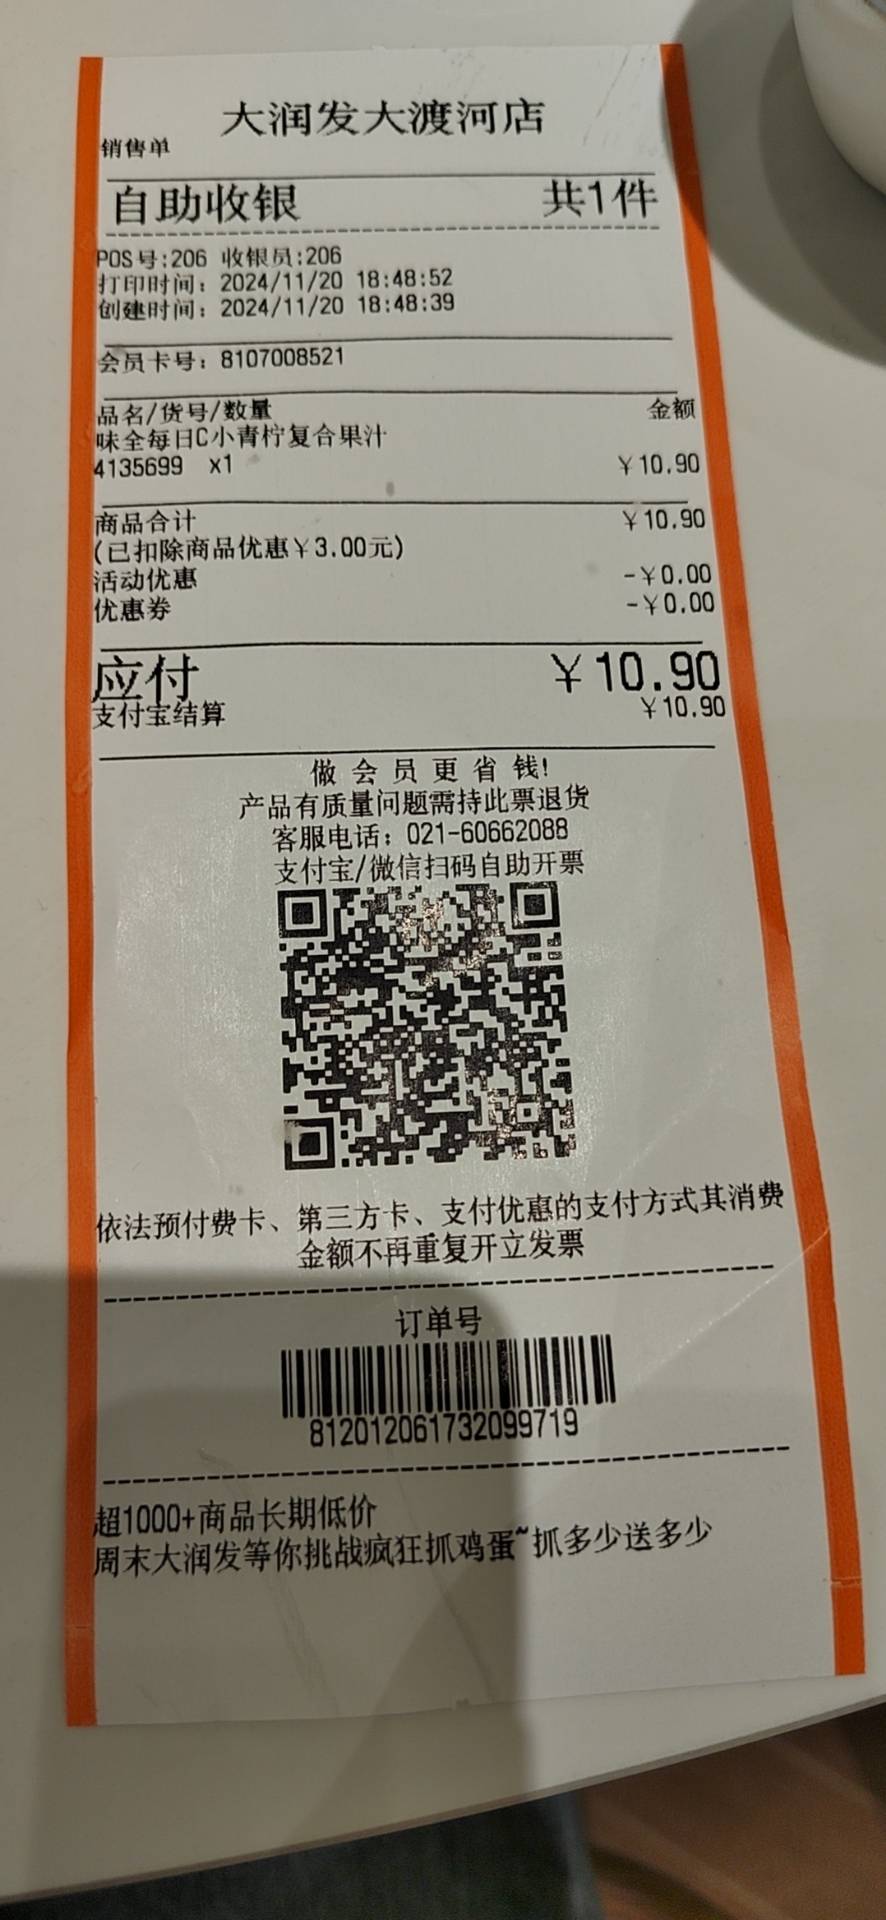 大润发大渡河店
销售单
自助收银 共1件
POS号:206 收银员:206
打印时间：2024/11/20 18:48:52
创建时间：2024/11/20 18:48:39
会员卡号：8107008521
品名/货号/数量 金额
味全每日C小青柠复合果汁
4135699 x1 ￥10.90
商品合计 ￥10.90
(已扣除商品优惠￥3.00元)
活动优惠 -￥0.00
优惠券 -￥0.00
应付 ￥10.90
支付宝结算 ￥10.90
做会员更省钱!
产品有质量问题需持此票退货
客服电话：021-60662088
支付宝/微信扫码自助开票
依法预付费卡、第三方卡、支付优惠的支付方式其消费
金额不再重复开立发票
订单号
812012061732099719
超1000+商品长期低价
周末大润发等你挑战疯狂抓鸡蛋~抓多少送多少